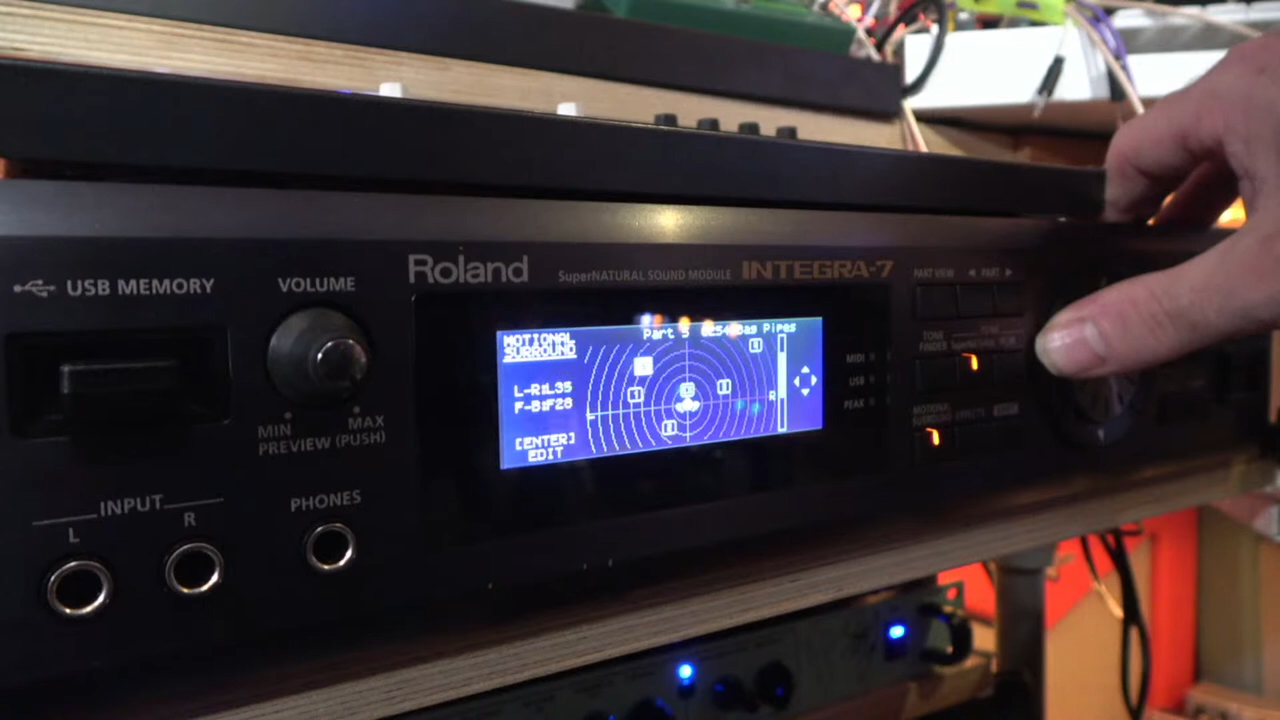 USB MEMORY
VOLUME
MIN
MAX
PREVIEW (PUSH)
INPUT
L
R
PHONES
Roland
SuperNATURAL SOUND MODULE
INTEGRA-7
MOTIONAL
SURROUND
Part 5
Bag Pipes
L-R:L35
F-B:F28
R
[ENTER]
EDIT
MIDI
USB
PEAK
PART VIEW
PART
TONE
FINDER
MOTIONAL
SURROUND
EFFECTS